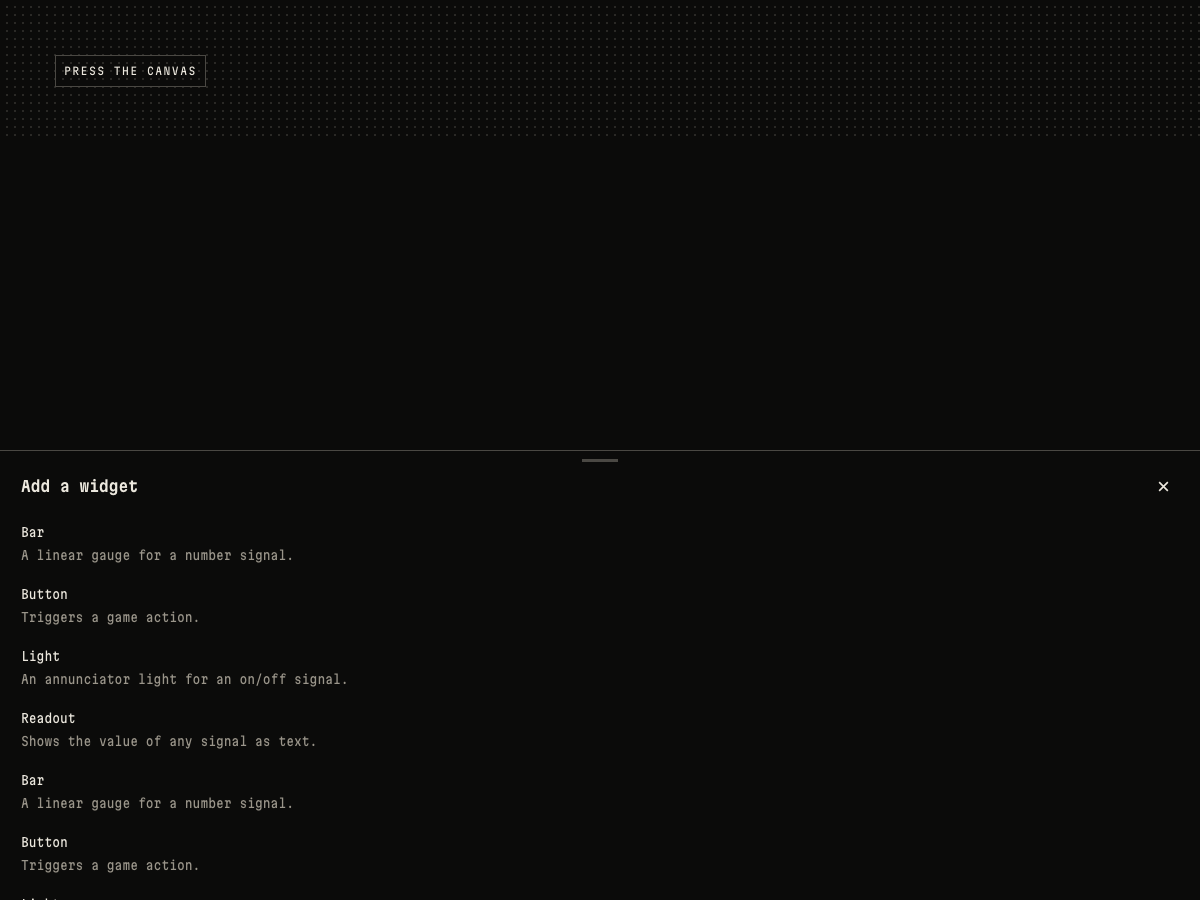 PRESS THE CANVAS
Add a widget
Bar
A linear gauge for a number signal.
Button
Triggers a game action.
Light
An annunciator light for an on/off signal.
Readout
Shows the value of any signal as text.
Bar
A linear gauge for a number signal.
Button
Triggers a game action.